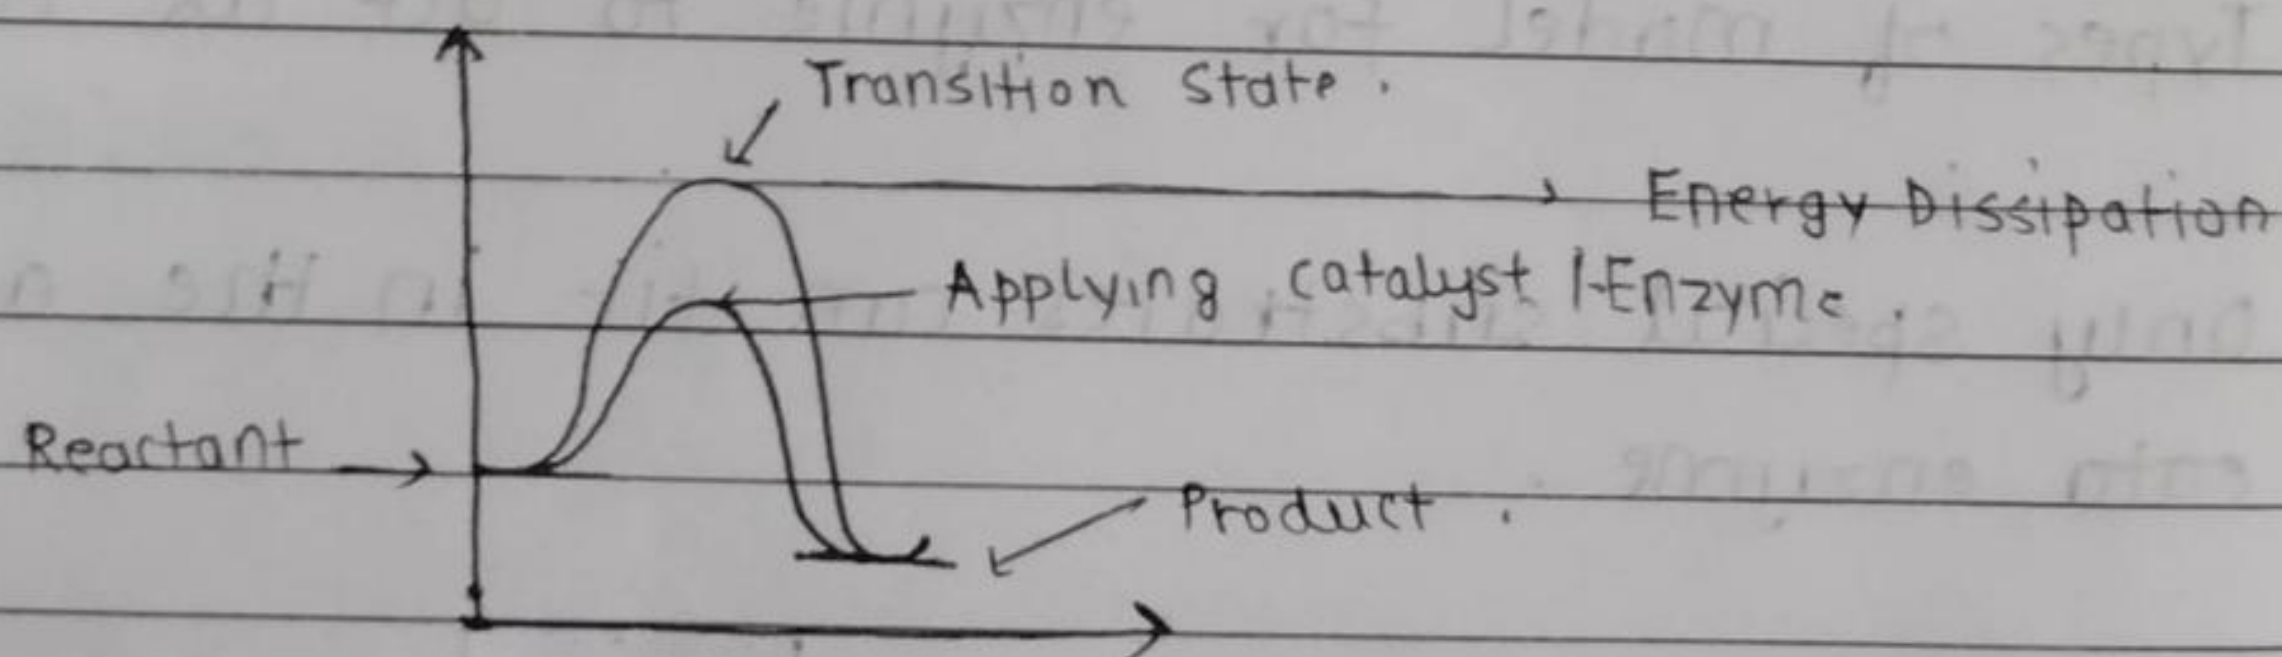 Transition State .
Energy Dissipation
Applying catalyst /-Enzyme .
Reactant
Product .